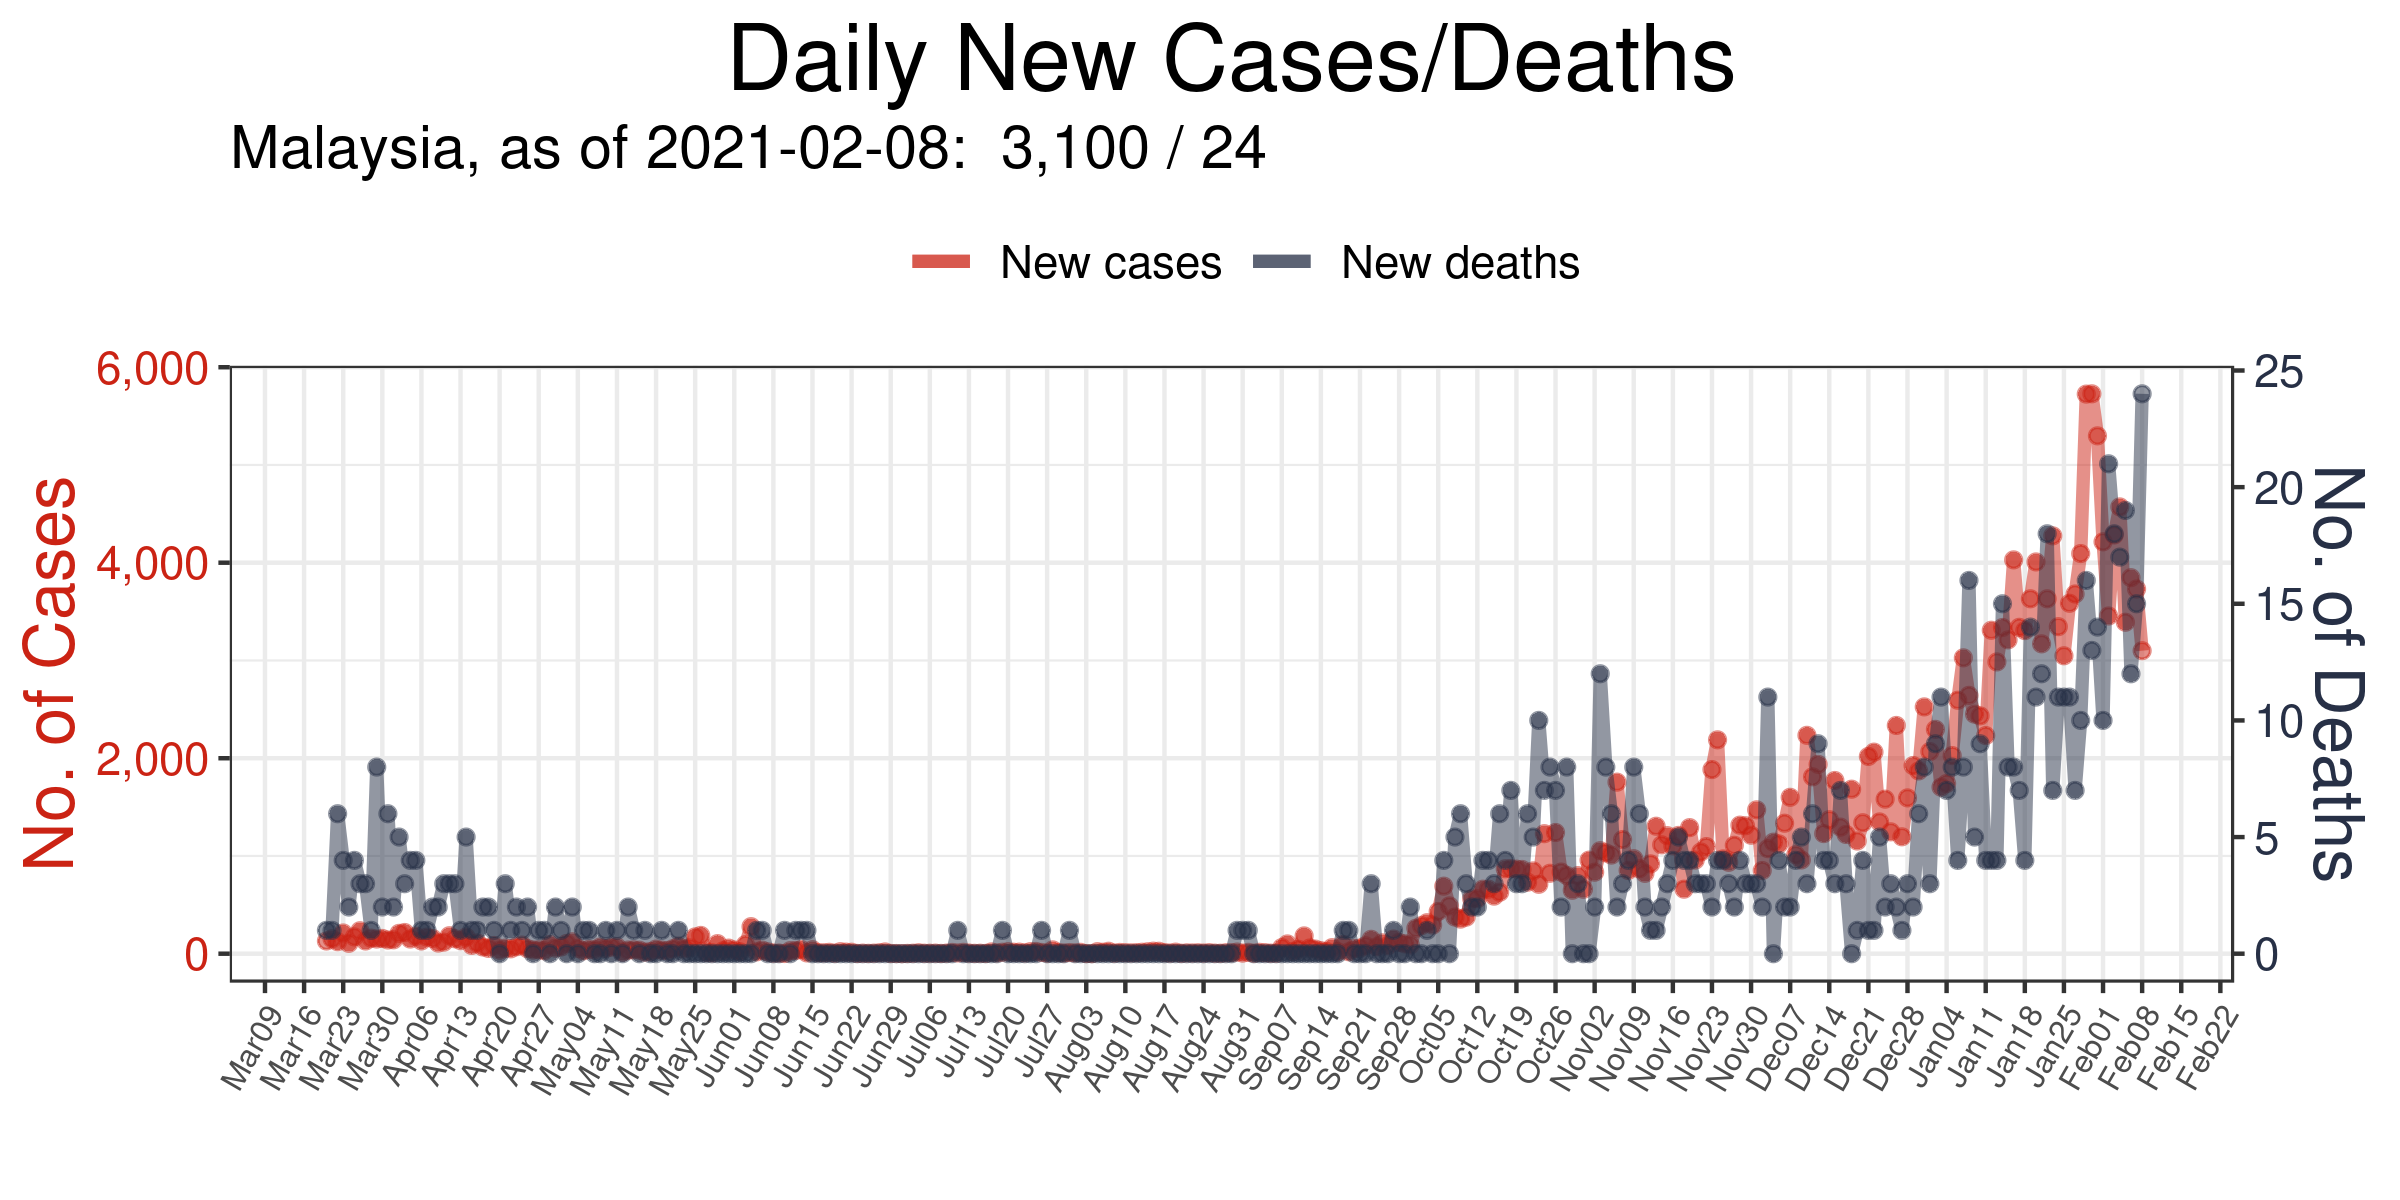 Daily New Cases/Deaths
Malaysia, as of 2021-02-08:  3,100 / 24
New cases
New deaths
No. of Cases
6,000
4,000
2,000
0
25
20
15
10
5
0
No. of Deaths
Mar09
Mar16
Mar23
Mar30
Apr06
Apr13
Apr20
Apr27
May04
May11
May18
May25
Jun01
Jun08
Jun15
Jun22
Jun29
Jul06
Jul13
Jul20
Jul27
Aug03
Aug10
Aug17
Aug24
Aug31
Sep07
Sep14
Sep21
Sep28
Oct05
Oct12
Oct19
Oct26
Nov02
Nov09
Nov16
Nov23
Nov30
Dec07
Dec14
Dec21
Dec28
Jan04
Jan11
Jan18
Jan25
Feb01
Feb08
Feb15
Feb22